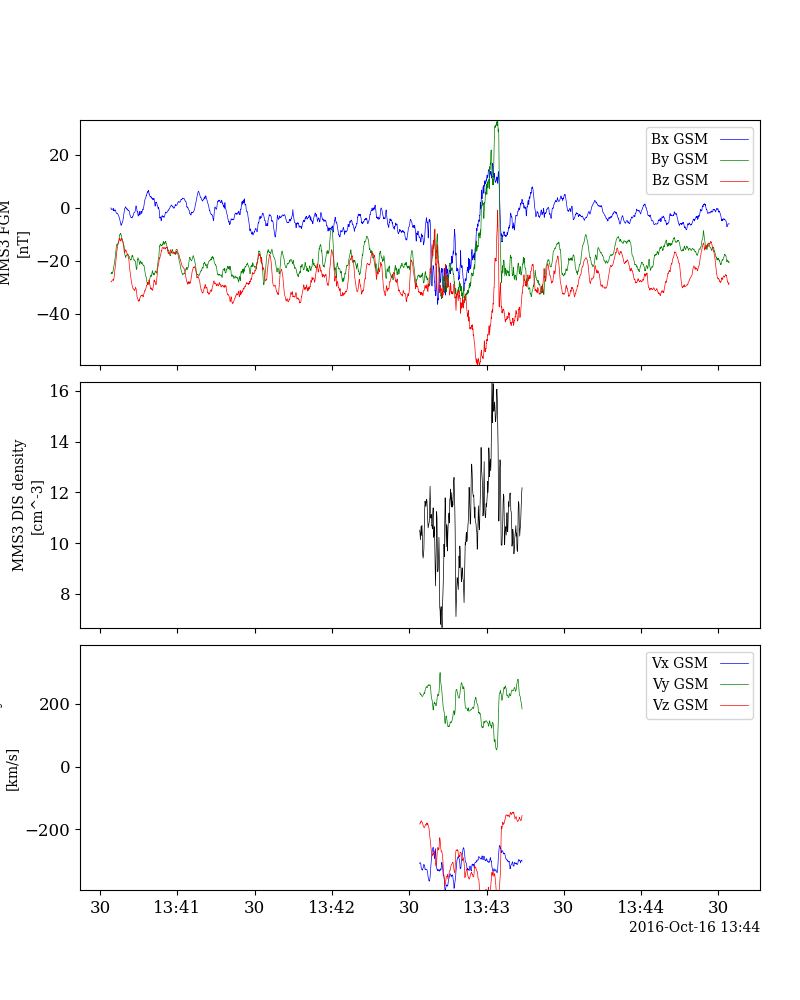 20
0
−20
−40
MMS3 FGM
[nT]
Bx GSM
By GSM
Bz GSM
16
14
12
10
8
MMS3 DIS density
[cm^-3]
200
0
−200
[km/s]
Vx GSM
Vy GSM
Vz GSM
30 13:41 30 13:42 30 13:43 30 13:44 30
2016-Oct-16 13:44